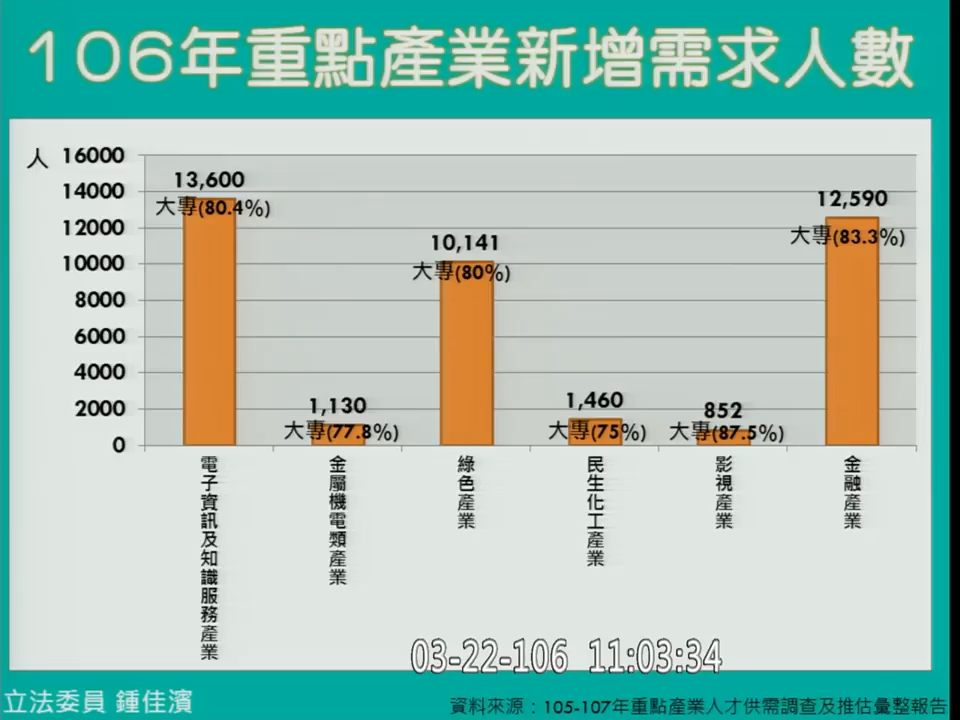 106年重點產業新增需求人數
人
16000
14000
12000
10000
8000
6000
4000
2000
0
13,600
大專(80.4%)
1,130
大專(77.8%)
10,141
大專(80%)
1,460
大專(75%)
852
大專(87.5%)
12,590
大專(83.3%)
電子資訊及知識服務產業
金屬機電類產業
綠色產業
民生化工產業
影視產業
金融產業
03-22-106 11:03:34
立法委員 鍾佳濱
資料來源：105-107年重點產業人才供需調查及推估彙整報告